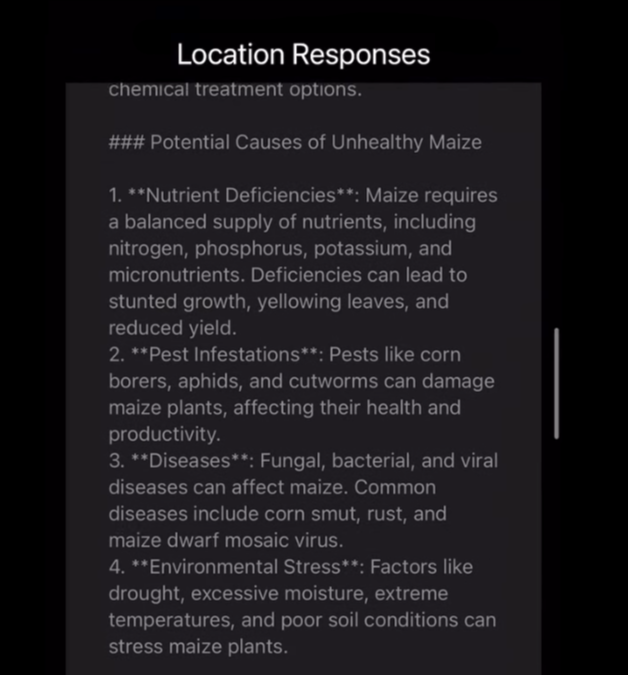 Location Responses
chemical treatment options.
### Potential Causes of Unhealthy Maize
1. **Nutrient Deficiencies**: Maize requires
a balanced supply of nutrients, including
nitrogen, phosphorus, potassium, and
micronutrients. Deficiencies can lead to
stunted growth, yellowing leaves, and
reduced yield.
2. **Pest Infestations**: Pests like corn
borers, aphids, and cutworms can damage
maize plants, affecting their health and
productivity.
3. **Diseases**: Fungal, bacterial, and viral
diseases can affect maize. Common
diseases include corn smut, rust, and
maize dwarf mosaic virus.
4. **Environmental Stress**: Factors like
drought, excessive moisture, extreme
temperatures, and poor soil conditions can
stress maize plants.